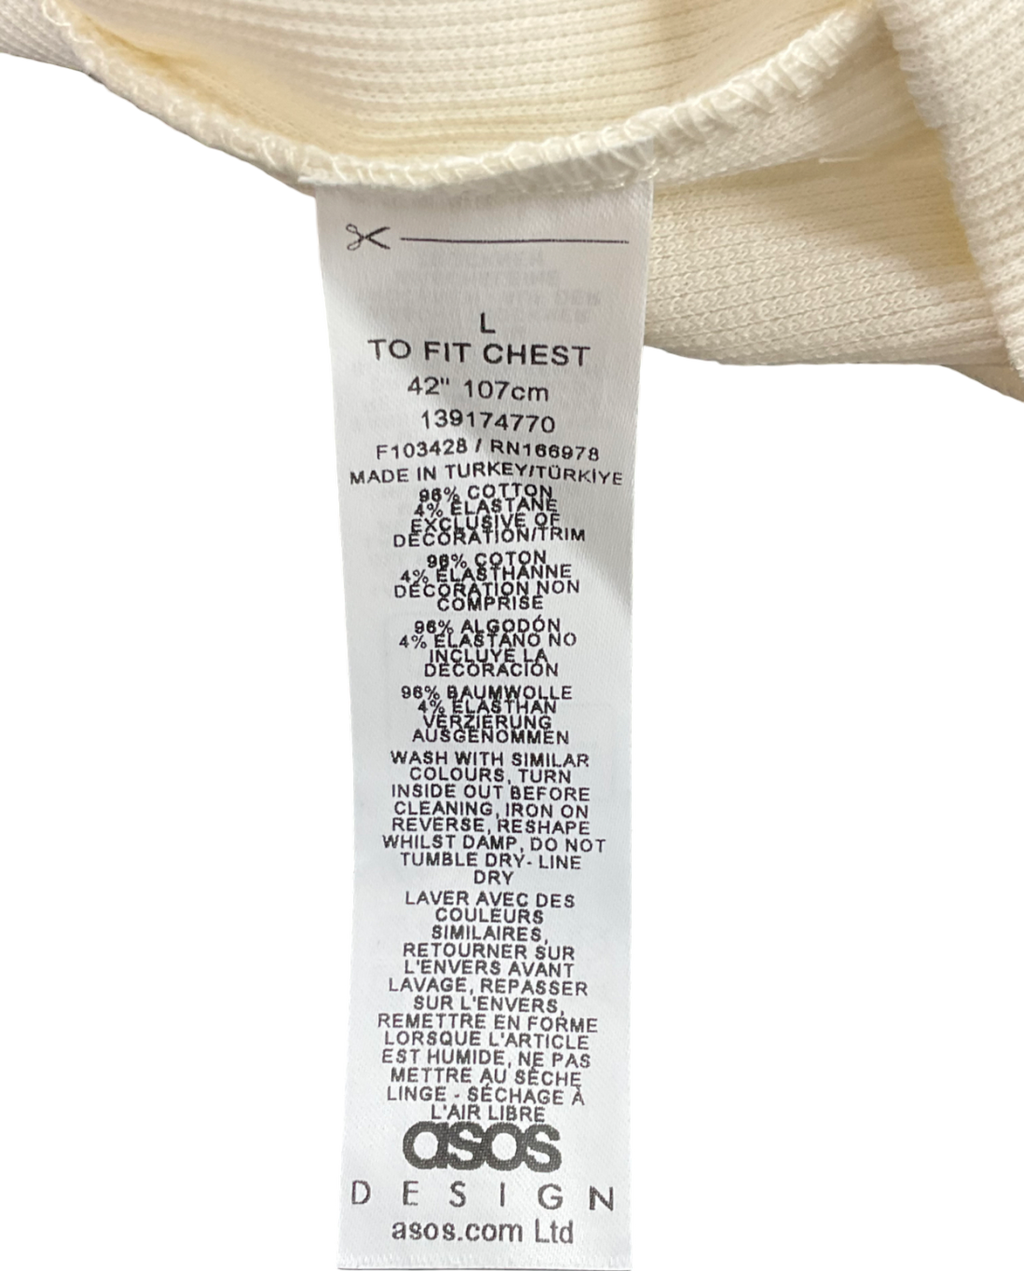 L
TO FIT CHEST
42" 107cm
139174770
F103428 / RN166978
MADE IN TURKEY/TÜRKİYE
96% COTTON
4% ELASTANE
EXCLUSIVE OF
DECORATION/TRIM
96% COTON
4% ÉLASTHANNE
DÉCORATION NON
COMPRISE
96% ALGODÓN
4% ELASTANO NO
INCLUYE LA
DECORACIÓN
96% BAUMWOLLE
4% ELASTHAN
VERZIERUNG
AUSGENOMMEN
WASH WITH SIMILAR
COLOURS, TURN
INSIDE OUT BEFORE
CLEANING, IRON ON
REVERSE, RESHAPE
WHILST DAMP, DO NOT
TUMBLE DRY- LINE
DRY
LAVER AVEC DES
COULEURS
SIMILAIRES,
RETOURNER SUR
L'ENVERS AVANT
LAVAGE, REPASSER
SUR L'ENVERS,
REMETTRE EN FORME
LORSQUE L'ARTICLE
EST HUMIDE, NE PAS
METTRE AU SÈCHE
LINGE - SÉCHAGE À
L'AIR LIBRE
asos
DESIGN
asos.com Ltd